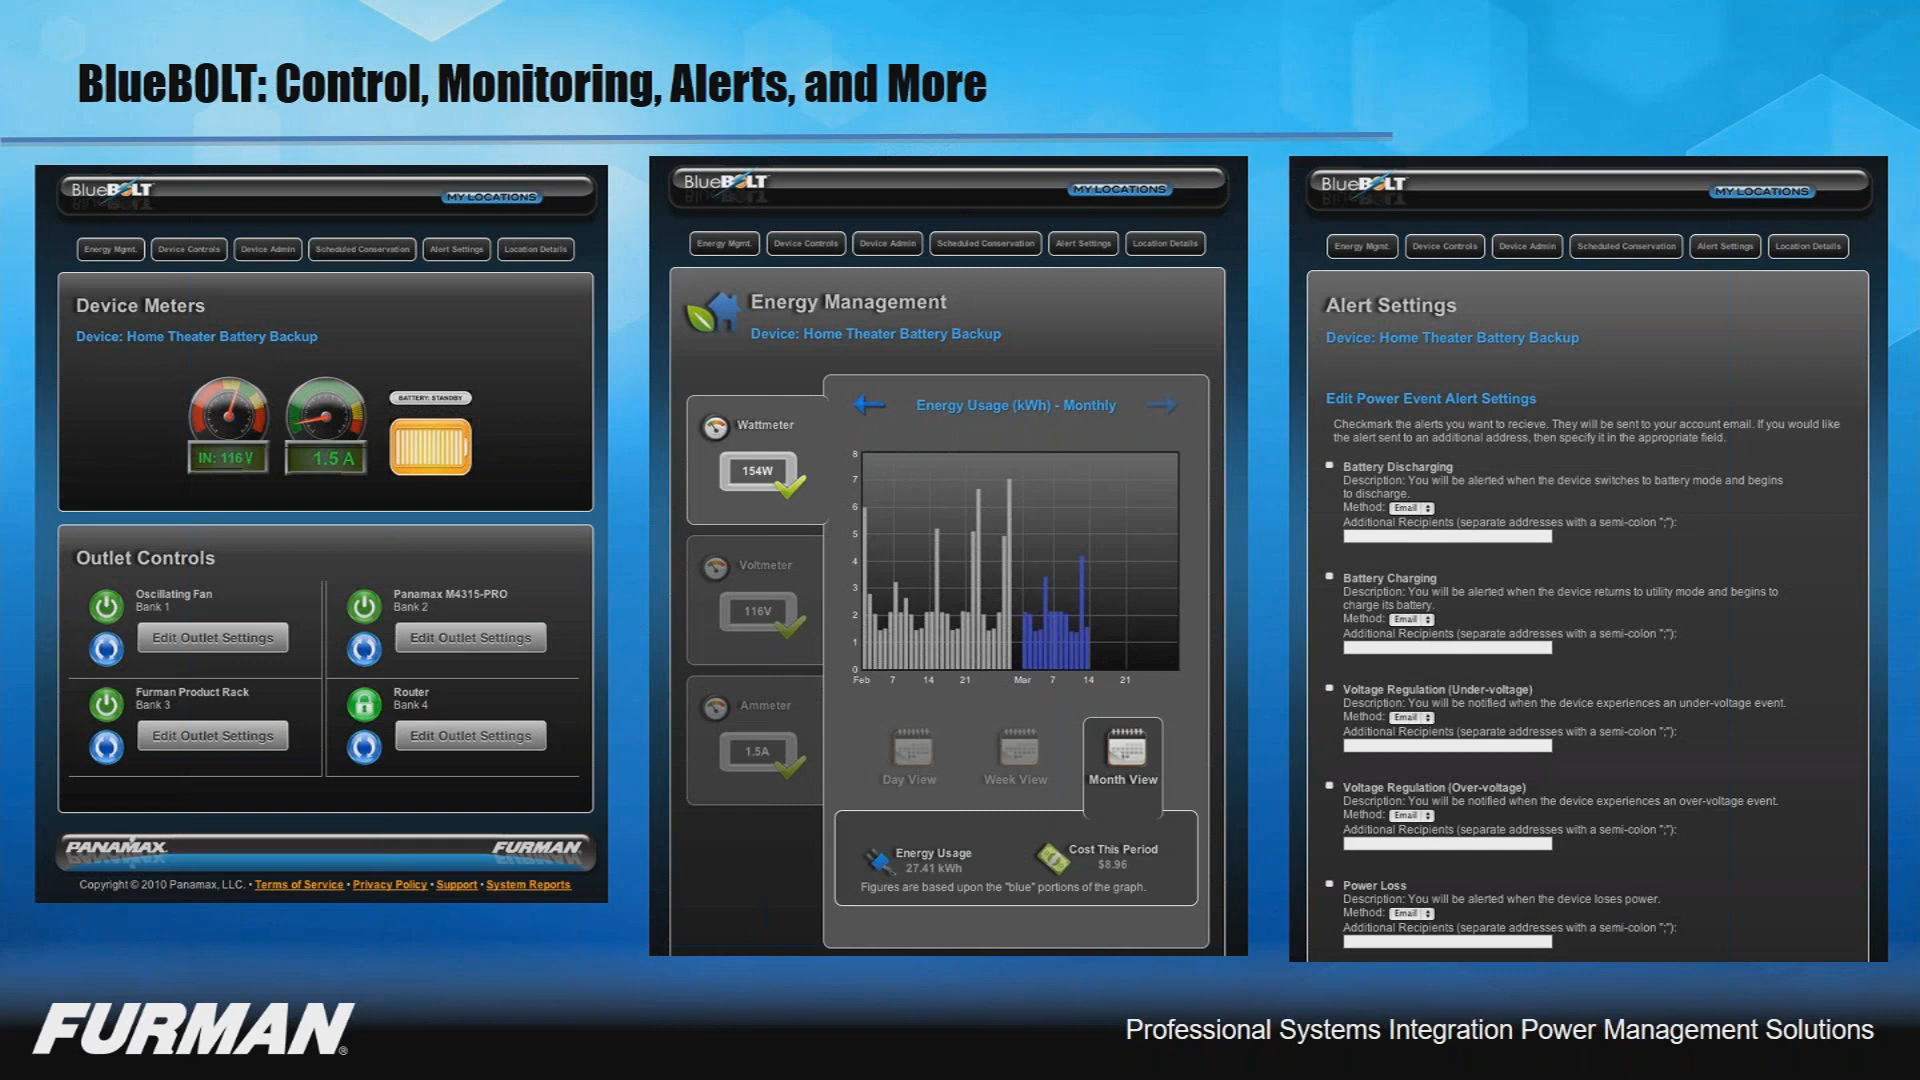 BlueBOLT: Control, Monitoring, Alerts, and More
BlueBOLT
MY LOCATIONS
Energy Mgmt. Device Controls Device Admin Scheduled Conservation Alert Settings Location Details
Device Meters
Device: Home Theater Battery Backup
BATTERY: STANDBY
IN: 116 V
1.5 A
Outlet Controls
Oscillating Fan
Bank 1
Edit Outlet Settings
Panamax M4315-PRO
Bank 2
Edit Outlet Settings
Furman Product Rack
Bank 3
Edit Outlet Settings
Router
Bank 4
Edit Outlet Settings
PANAMAX FURMAN
Copyright © 2010 Panamax, LLC. • Terms of Service • Privacy Policy • Support • System Reports
BlueBOLT
MY LOCATIONS
Energy Mgmt. Device Controls Device Admin Scheduled Conservation Alert Settings Location Details
Energy Management
Device: Home Theater Battery Backup
Wattmeter
154W
Voltmeter
116V
Ammeter
1.5A
Energy Usage (kWh) - Monthly
8
7
6
5
4
3
2
1
0
Feb 7 14 21 Mar 7 14 21
Day View Week View Month View
Energy Usage
27.41 kWh
Cost This Period
$8.96
Figures are based upon the "blue" portions of the graph.
BlueBOLT
MY LOCATIONS
Energy Mgmt. Device Controls Device Admin Scheduled Conservation Alert Settings Location Details
Alert Settings
Device: Home Theater Battery Backup
Edit Power Event Alert Settings
Checkmark the alerts you want to recieve. They will be sent to your account email. If you would like
the alert sent to an additional address, then specify it in the appropriate field.
Battery Discharging
Description: You will be alerted when the device switches to battery mode and begins
to discharge.
Method: Email
Additional Recipients (separate addresses with a semi-colon ";"):
Battery Charging
Description: You will be alerted when the device returns to utility mode and begins to
charge its battery.
Method: Email
Additional Recipients (separate addresses with a semi-colon ";"):
Voltage Regulation (Under-voltage)
Description: You will be notified when the device experiences an under-voltage event.
Method: Email
Additional Recipients (separate addresses with a semi-colon ";"):
Voltage Regulation (Over-voltage)
Description: You will be notified when the device experiences an over-voltage event.
Method: Email
Additional Recipients (separate addresses with a semi-colon ";"):
Power Loss
Description: You will be alerted when the device loses power.
Method: Email
Additional Recipients (separate addresses with a semi-colon ";"):
FURMAN®
Professional Systems Integration Power Management Solutions